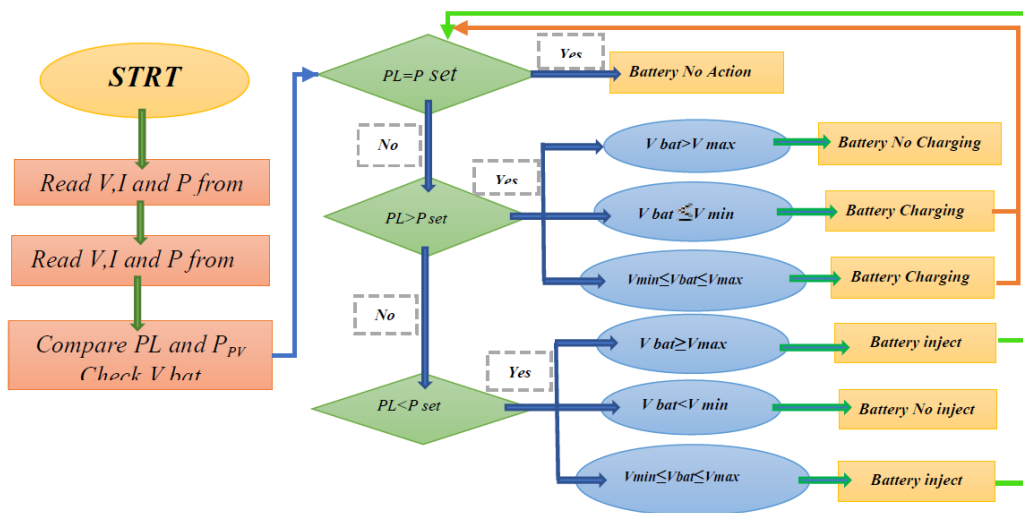 STRT
Read V,I and P from
Read V,I and P from
Compare PL and PPV
Check V bat
PL=P set
Yes
Battery No Action
No
PL>P set
Yes
V bat>V max
Battery No Charging
V bat ≤V min
Battery Charging
Vmin≤Vbat≤Vmax
Battery Charging
No
PL<P set
Yes
V bat≥Vmax
Battery inject
V bat<V min
Battery No inject
Vmin≤Vbat≤Vmax
Battery inject